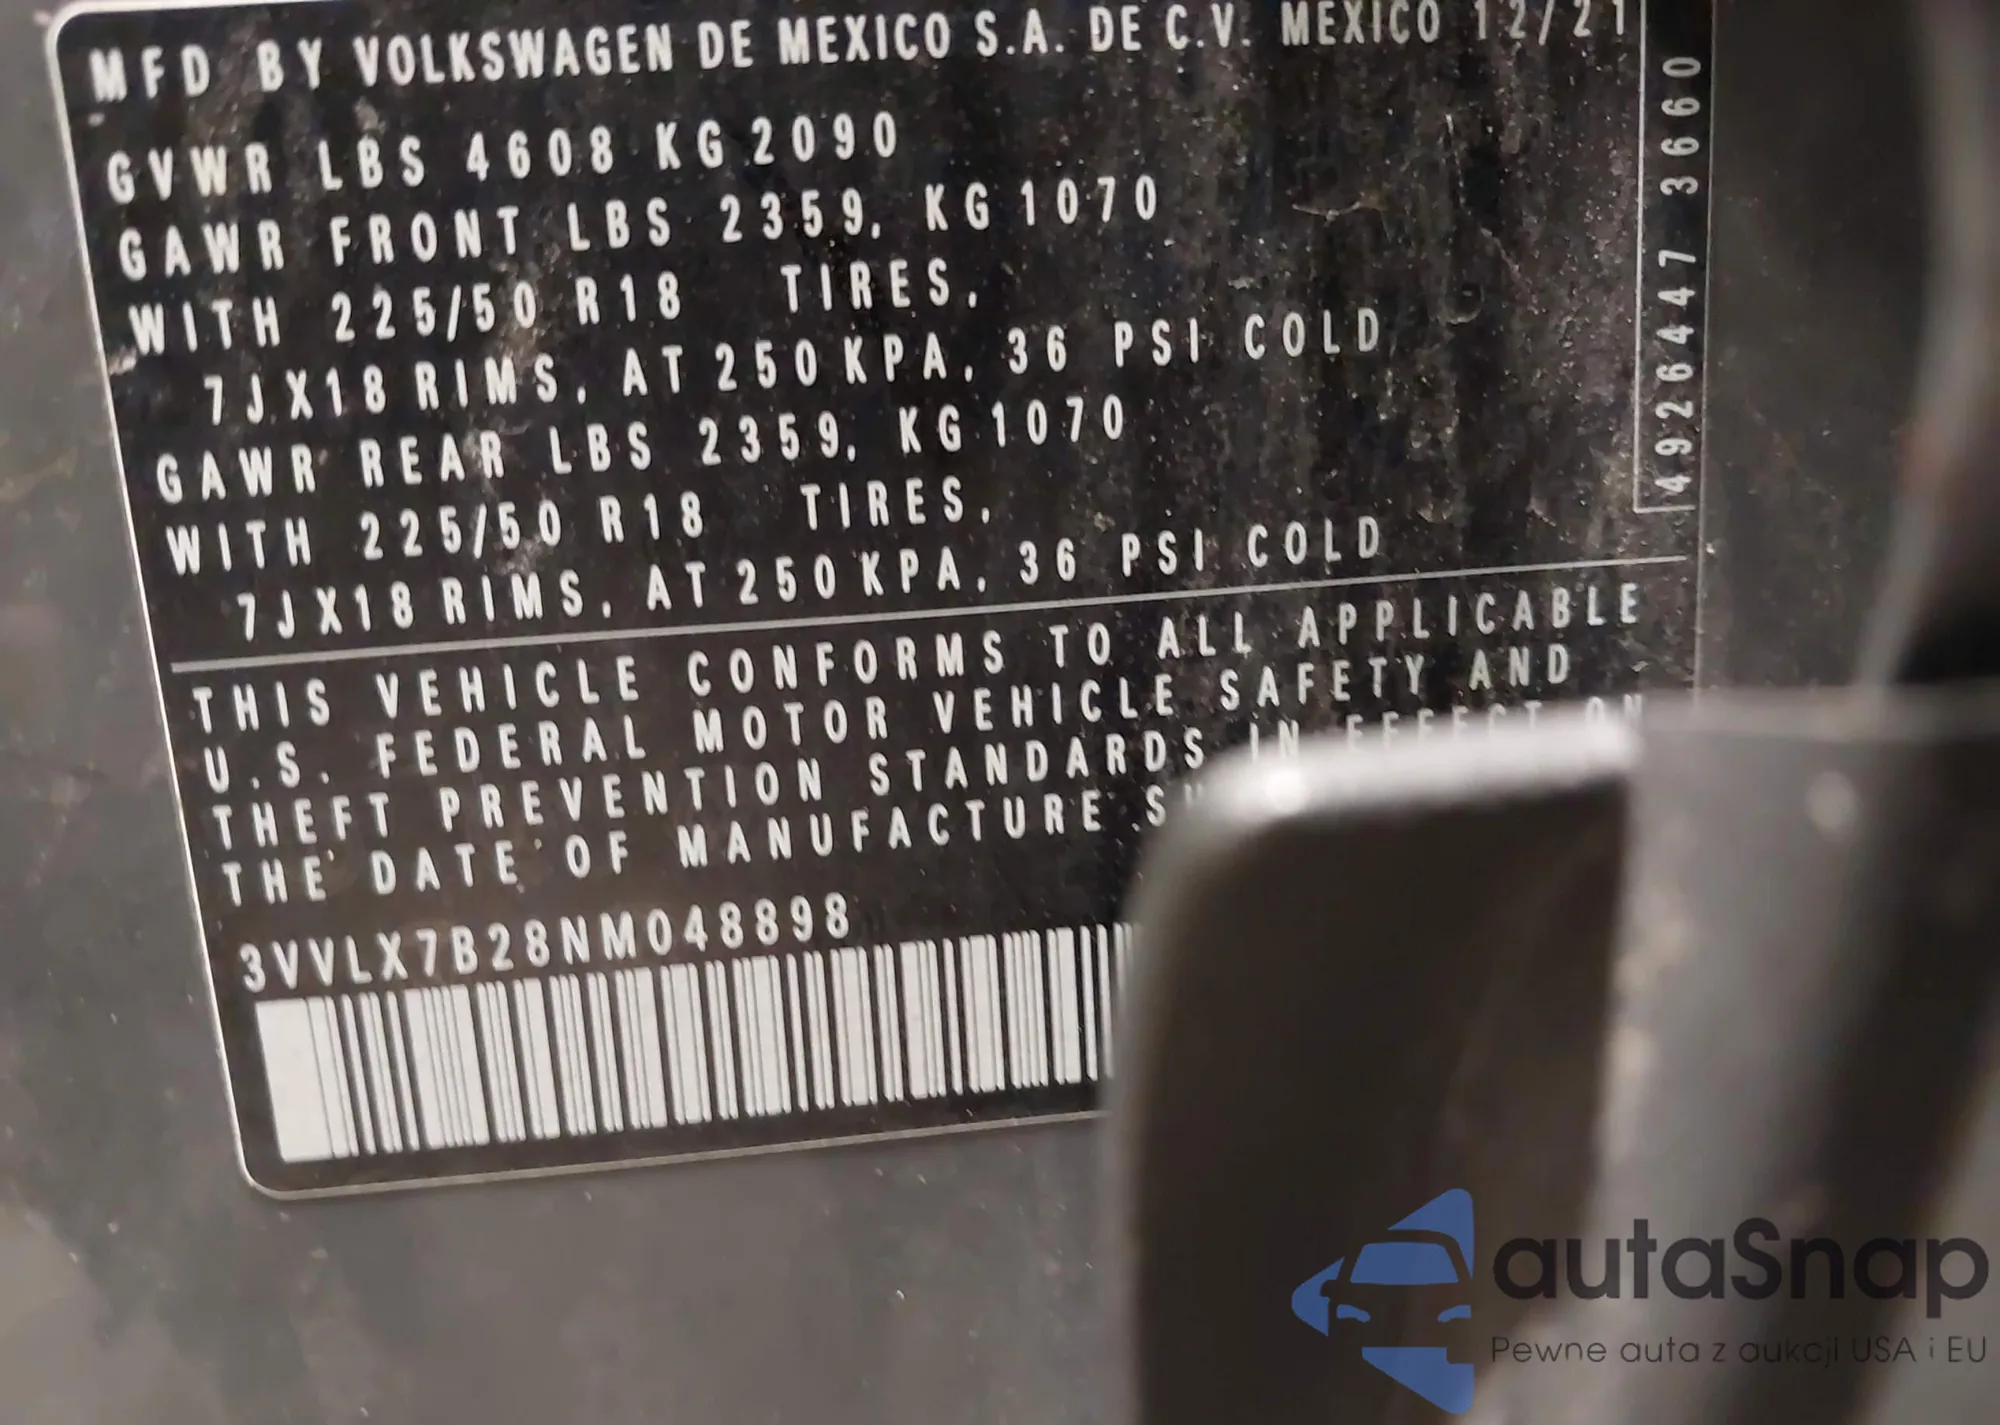 MFD BY VOLKSWAGEN DE MEXICO S.A. DE C.V. MEXICO 12/21
GVWR LBS 4608 KG 2090
GAWR FRONT LBS 2359, KG 1070
WITH 225/50 R18 TIRES,
7JX18 RIMS, AT 250 KPA, 36 PSI COLD
GAWR REAR LBS 2359, KG 1070
WITH 225/50 R18 TIRES,
7JX18 RIMS, AT 250 KPA, 36 PSI COLD
4926447 3660
THIS VEHICLE CONFORMS TO ALL APPLICABLE
U.S. FEDERAL MOTOR VEHICLE SAFETY AND
THEFT PREVENTION STANDARDS IN EFFECT ON
THE DATE OF MANUFACTURE
3VVLX7B28NM048898
autaSnap
Pewne auta z aukcji USA i EU